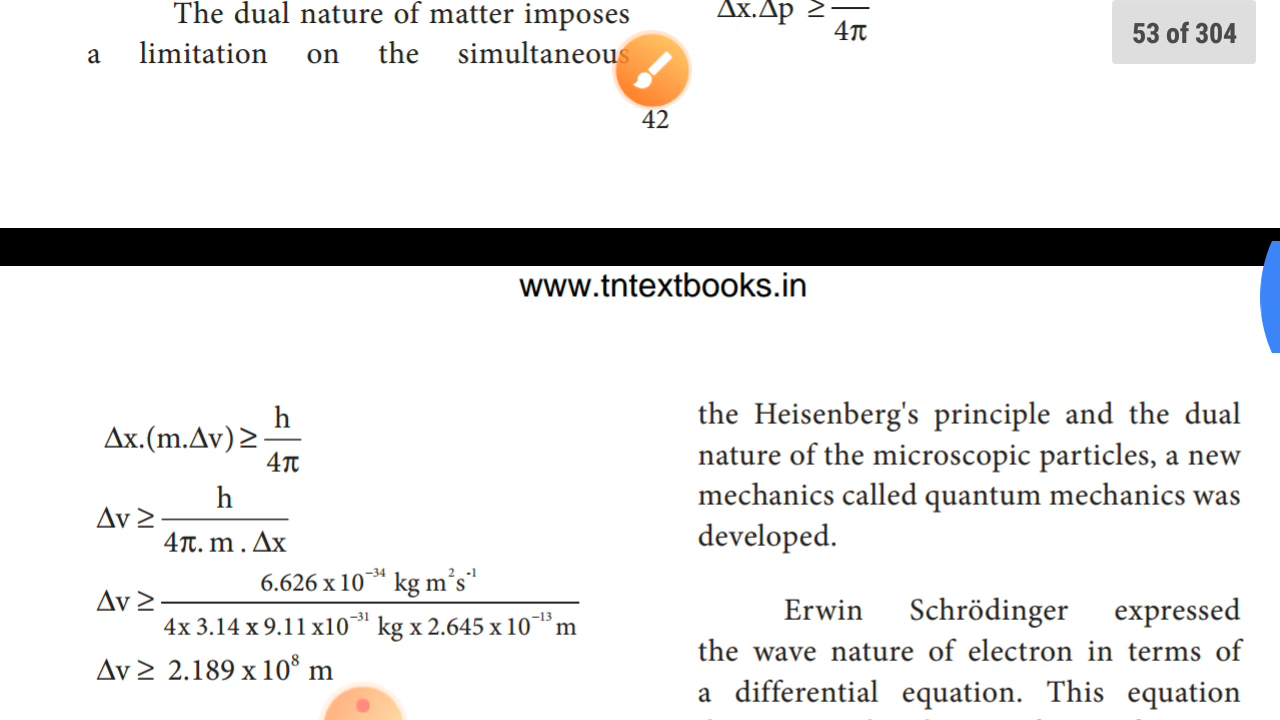 The dual nature of matter imposes
a limitation on the simultaneous
Δx.Δp ≥ —
4π
53 of 304
42
www.tntextbooks.in
Δx.(m.Δv) ≥ h
4π
Δv ≥ h
4π. m . Δx
Δv ≥ 6.626 x 10⁻³⁴ kg m²s⁻¹
4x 3.14 x 9.11 x10⁻³¹ kg x 2.645 x 10⁻¹³ m
Δv ≥ 2.189 x 10⁸ m
the Heisenberg's principle and the dual
nature of the microscopic particles, a new
mechanics called quantum mechanics was
developed.
Erwin Schrödinger expressed
the wave nature of electron in terms of
a differential equation. This equation